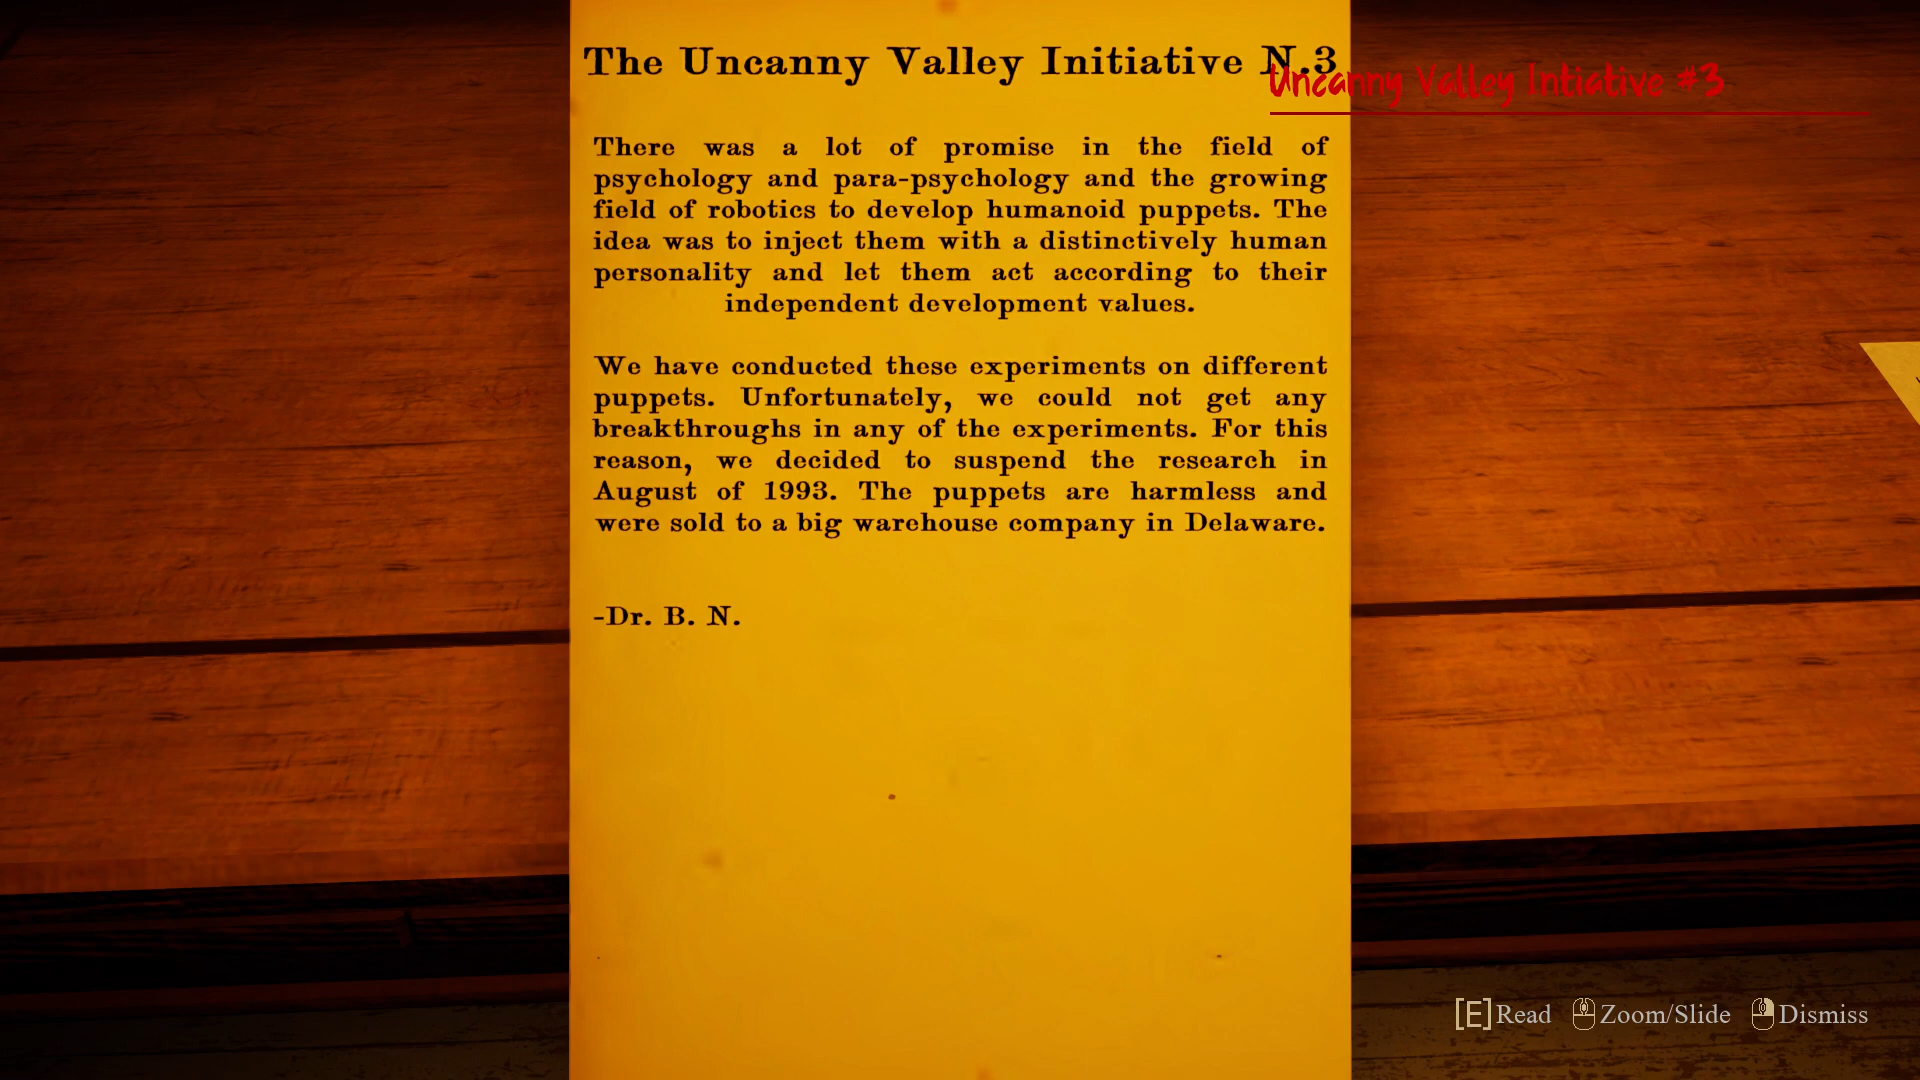 The Uncanny Valley Initiative N.3
Uncanny Valley Intiative #3
There was a lot of promise in the field of
psychology and para-psychology and the growing
field of robotics to develop humanoid puppets. The
idea was to inject them with a distinctively human
personality and let them act according to their
independent development values.
We have conducted these experiments on different
puppets. Unfortunately, we could not get any
breakthroughs in any of the experiments. For this
reason, we decided to suspend the research in
August of 1993. The puppets are harmless and
were sold to a big warehouse company in Delaware.
-Dr. B. N.
[E] Read Zoom/Slide Dismiss